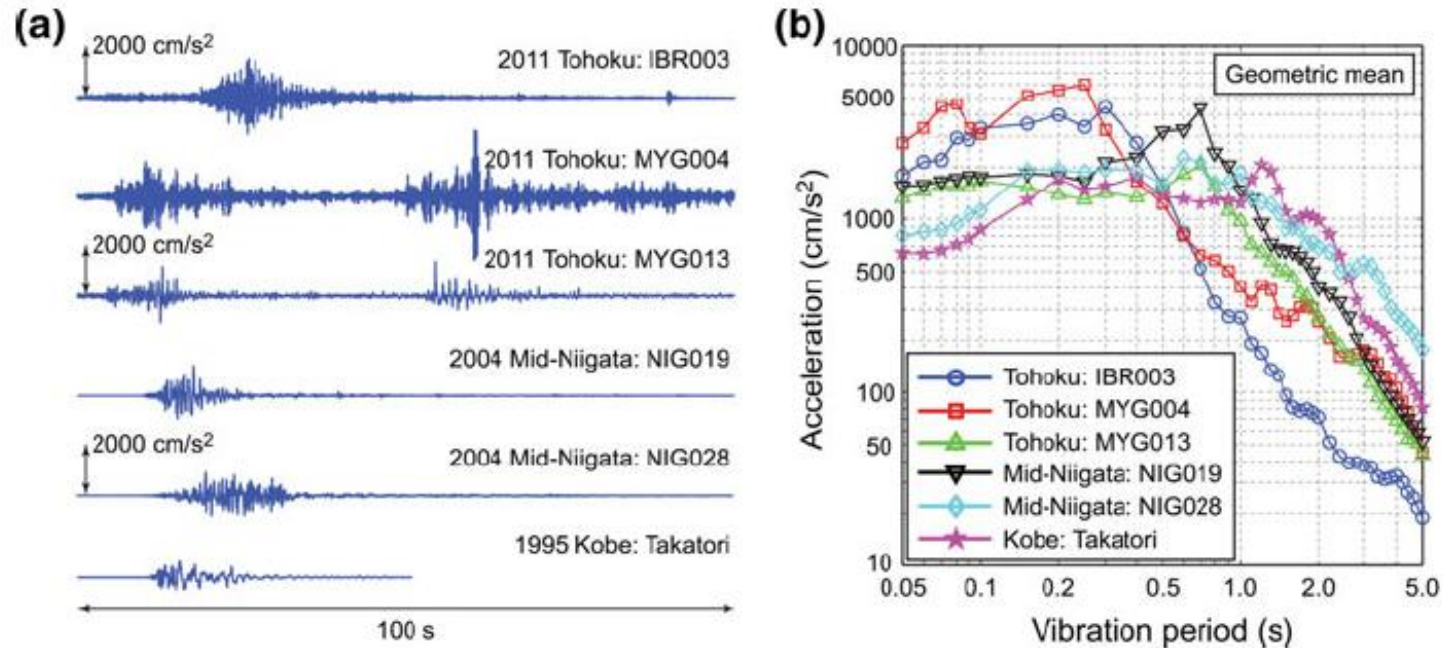 (a)
2000 cm/s²
2011 Tohoku: IBR003
2011 Tohoku: MYG004
2000 cm/s²
2011 Tohoku: MYG013
2004 Mid-Niigata: NIG019
2000 cm/s²
2004 Mid-Niigata: NIG028
1995 Kobe: Takatori
100 s
(b)
Geometric mean
10000
5000
1000
500
100
50
10
Acceleration (cm/s²)
Tohoku: IBR003
Tohoku: MYG004
Tohoku: MYG013
Mid-Niigata: NIG019
Mid-Niigata: NIG028
Kobe: Takatori
0.05 0.1 0.2 0.5 1.0 2.0 5.0
Vibration period (s)